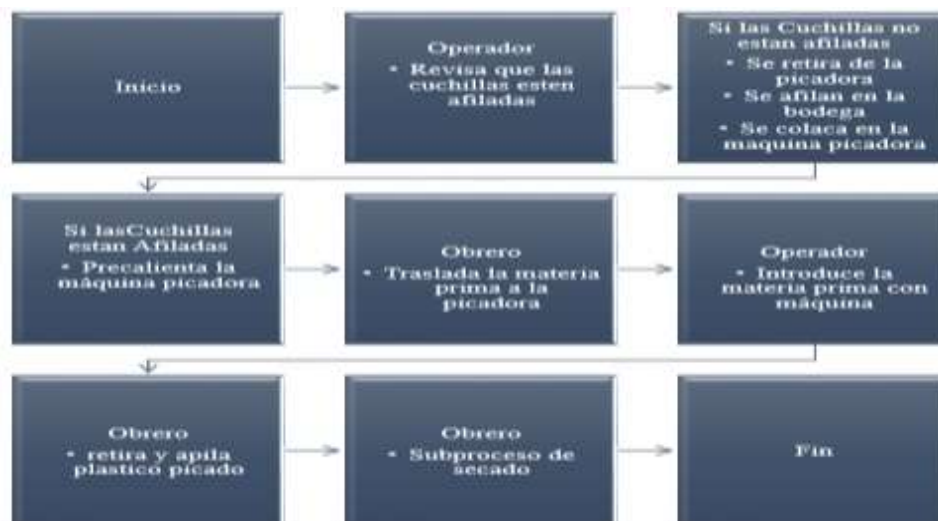 Inicio
Operador
• Revisa que las
cuchillas esten
afiladas
Si las Cuchillas no
estan afiladas
• Se retira de la
picadora
• Se afilan en la
bodega
• Se colaca en la
maquina picadora
Si lasCuchillas
estan Afiladas
• Precalienta la
máquina picadora
Obrero
• Traslada la materia
prima a la
picadora
Operador
• Introduce la
materia prima con
máquina
Obrero
• retira y apila
plastico picado
Obrero
• Subproceso de
secado
Fin